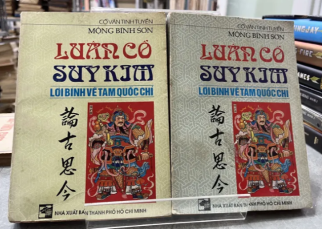 CỔ VĂN TINH TUYỂN
MỘNG BÌNH SƠN
LUẬN CỔ
SUY KIM
LỜI BÌNH VỀ TAM QUỐC CHÍ
論古思今
NHÀ XUẤT BẢN THÀNH PHỐ HỒ CHÍ MINH
CỔ VĂN TINH TUYỂN
MỘNG BÌNH SƠN
LUẬN CỔ
SUY KIM
LỜI BÌNH VỀ TAM QUỐC CHÍ
論古思今
NHÀ XUẤT BẢN THÀNH PHỐ HỒ CHÍ MINH